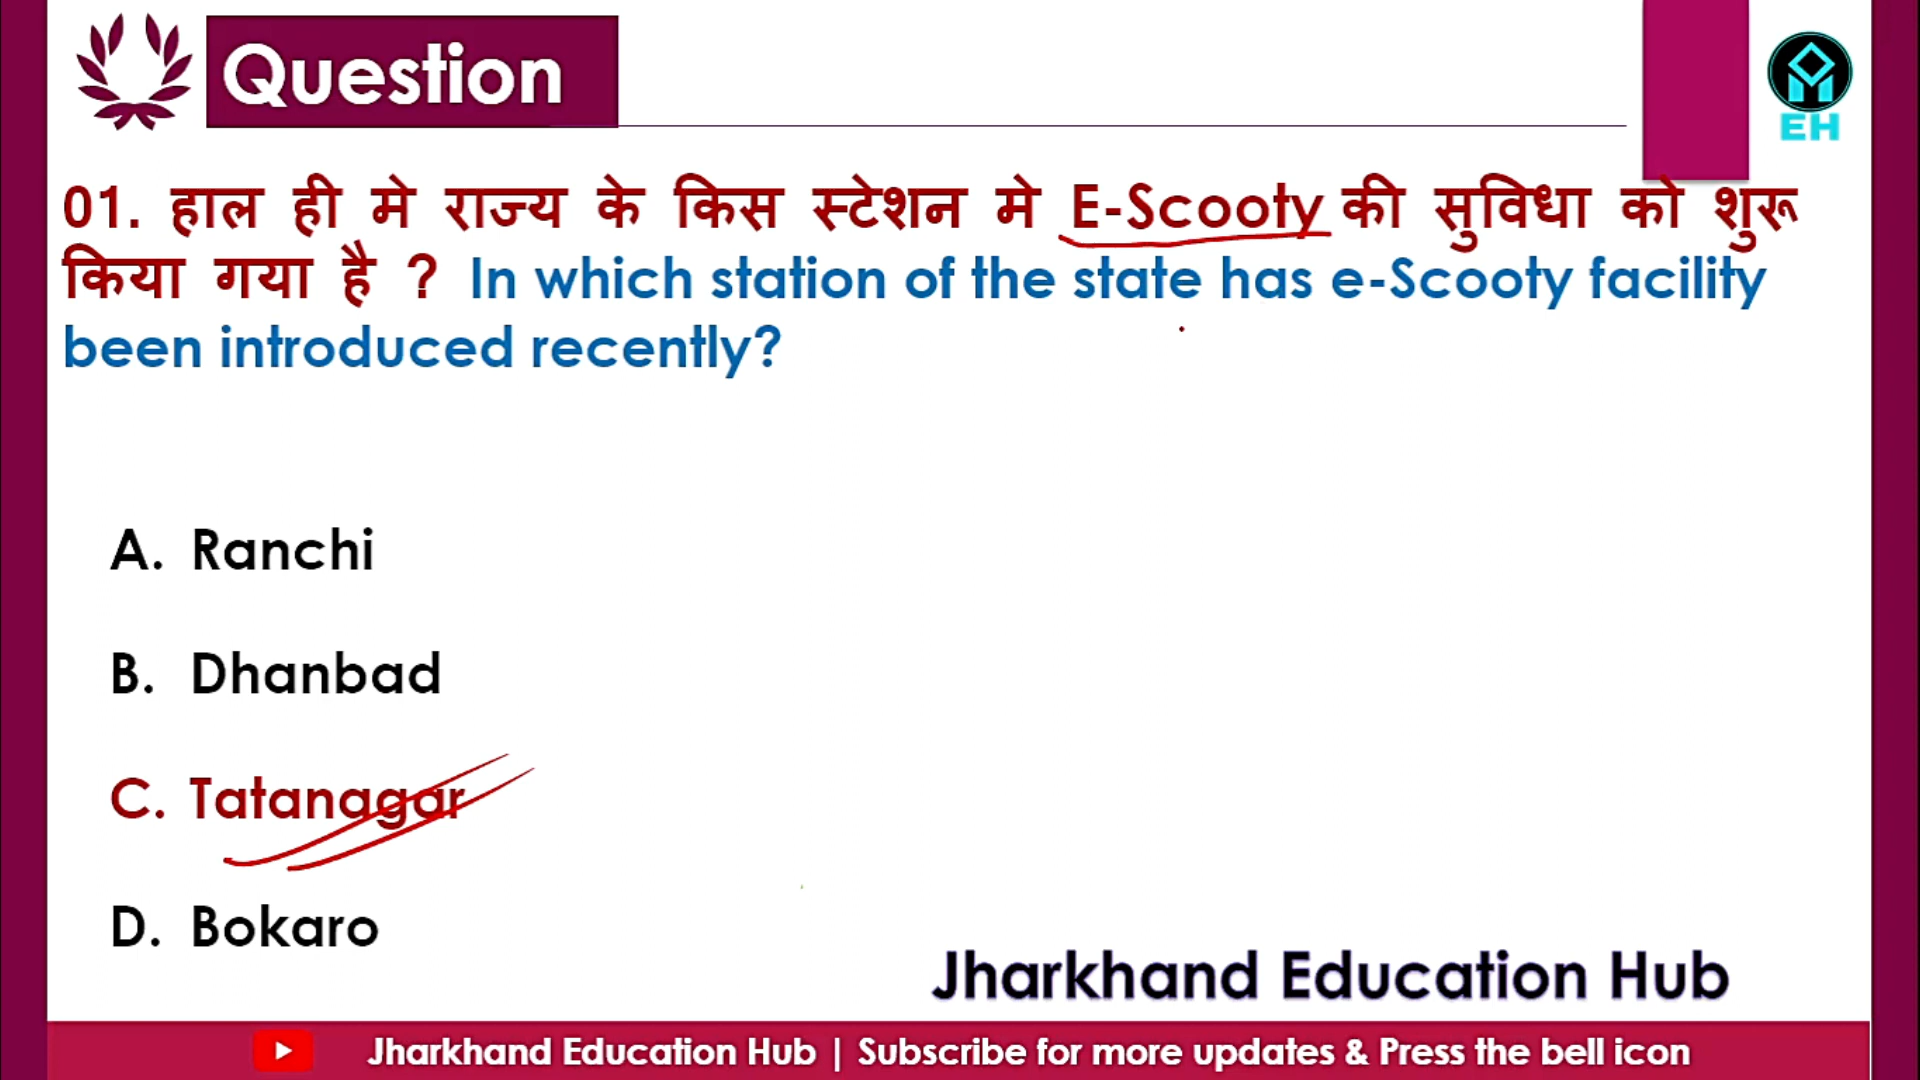 Question
EH
01. हाल ही मे राज्य के किस स्टेशन मे E-Scooty की सुविधा को शुरू
किया गया है ? In which station of the state has e-Scooty facility
been introduced recently?
A. Ranchi
B. Dhanbad
C. Tatanagar
D. Bokaro
Jharkhand Education Hub
Jharkhand Education Hub | Subscribe for more updates & Press the bell icon